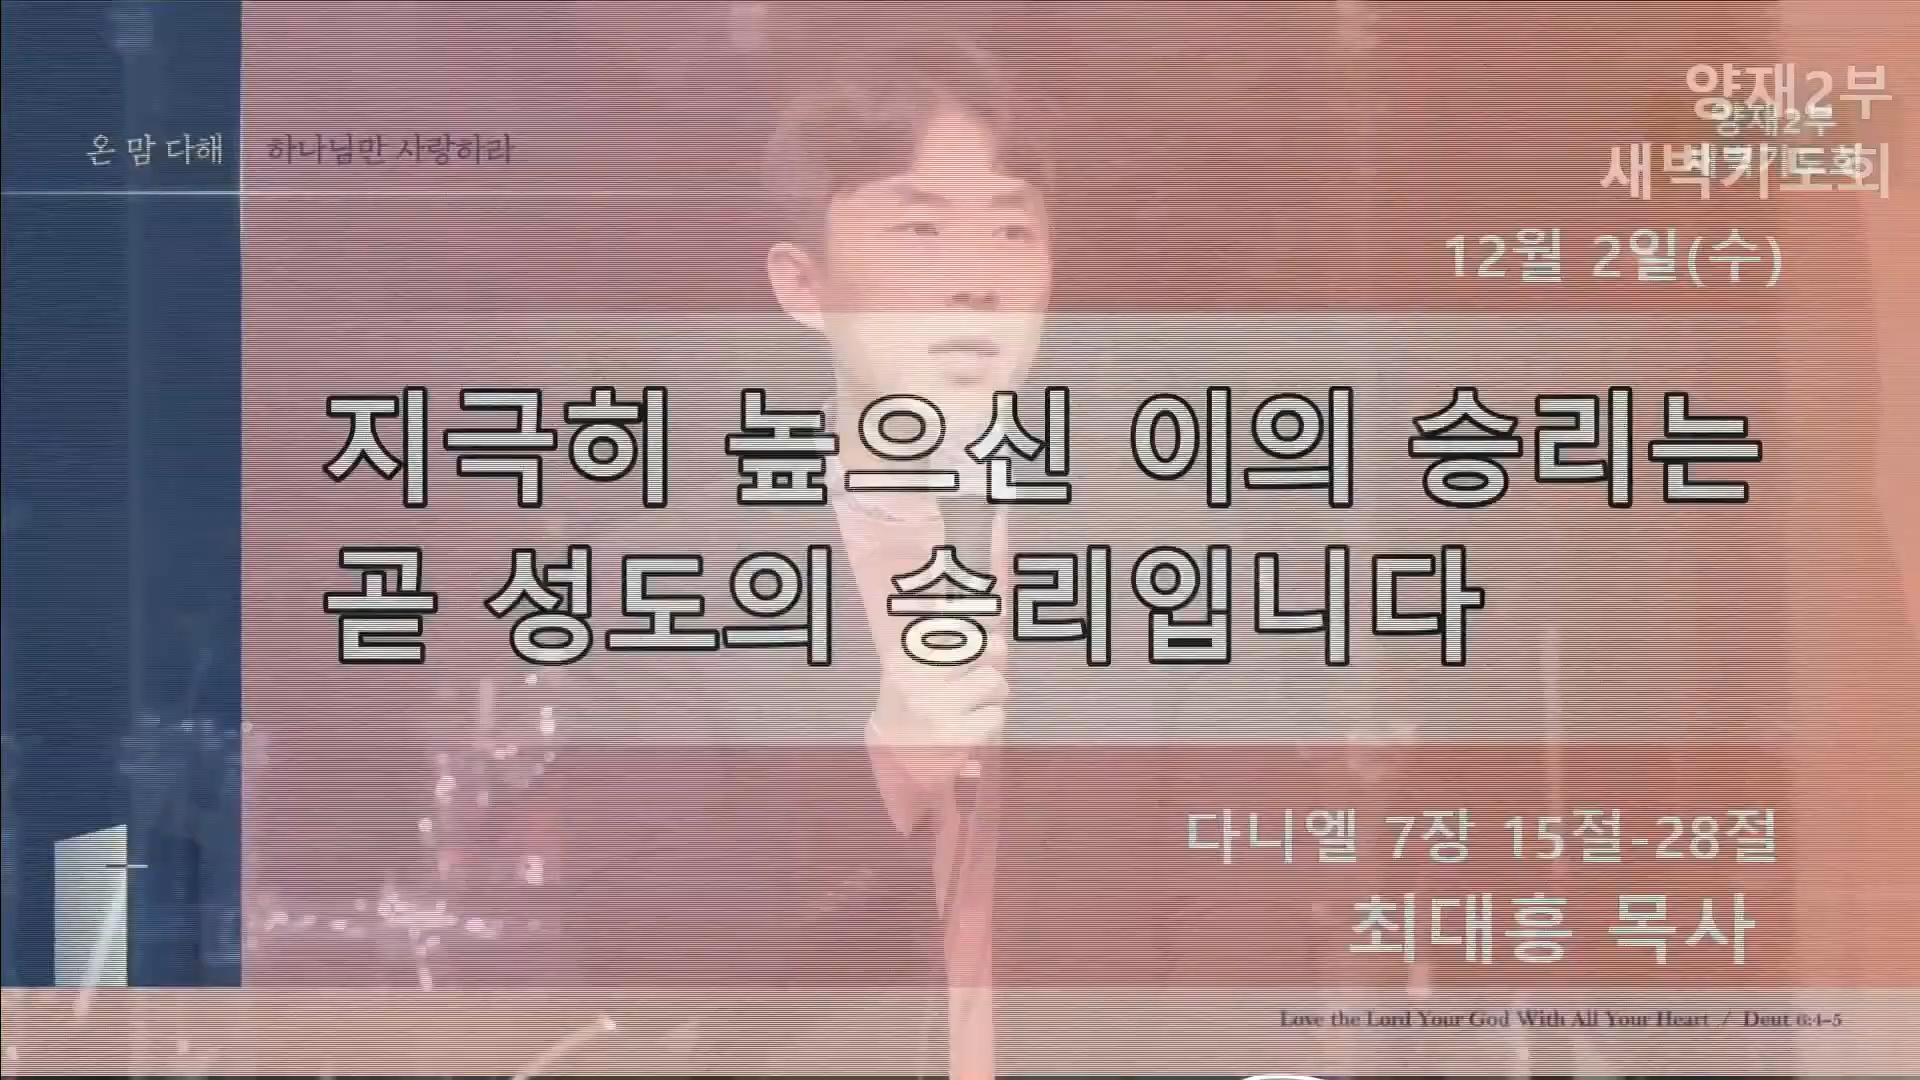 온 맘 다해 하나님만 사랑하라
양재2부
새벽기도회
양재2부
12월 2일(수)
지극히 높으신 이의 승리는
곧 성도의 승리입니다
다니엘 7장 15절-28절
최대흥 목사
Love the Lord Your God With All Your Heart / Deut 6:4-5